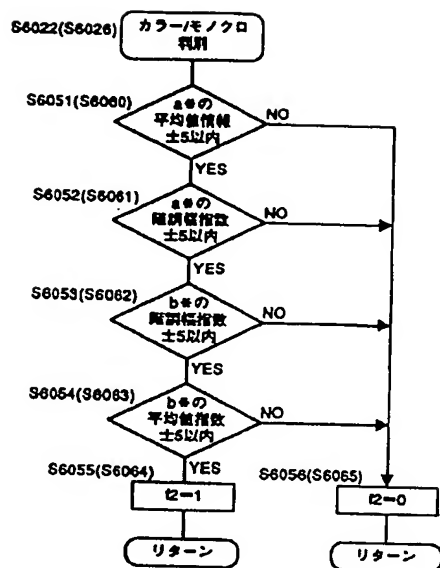 S6022(S6026)
カラー/モノクロ
判別
S6051(S6060)
a*の
平均値情報
±5以内
NO
YES
S6052(S6061)
a*の
階調幅指数
±5以内
NO
YES
S6053(S6062)
b*の
階調幅指数
±5以内
NO
YES
S6054(S6063)
b*の
平均値指数
±5以内
NO
YES
S6055(S6064)
f2=1
S6056(S6065)
f2=0
リターン
リターン